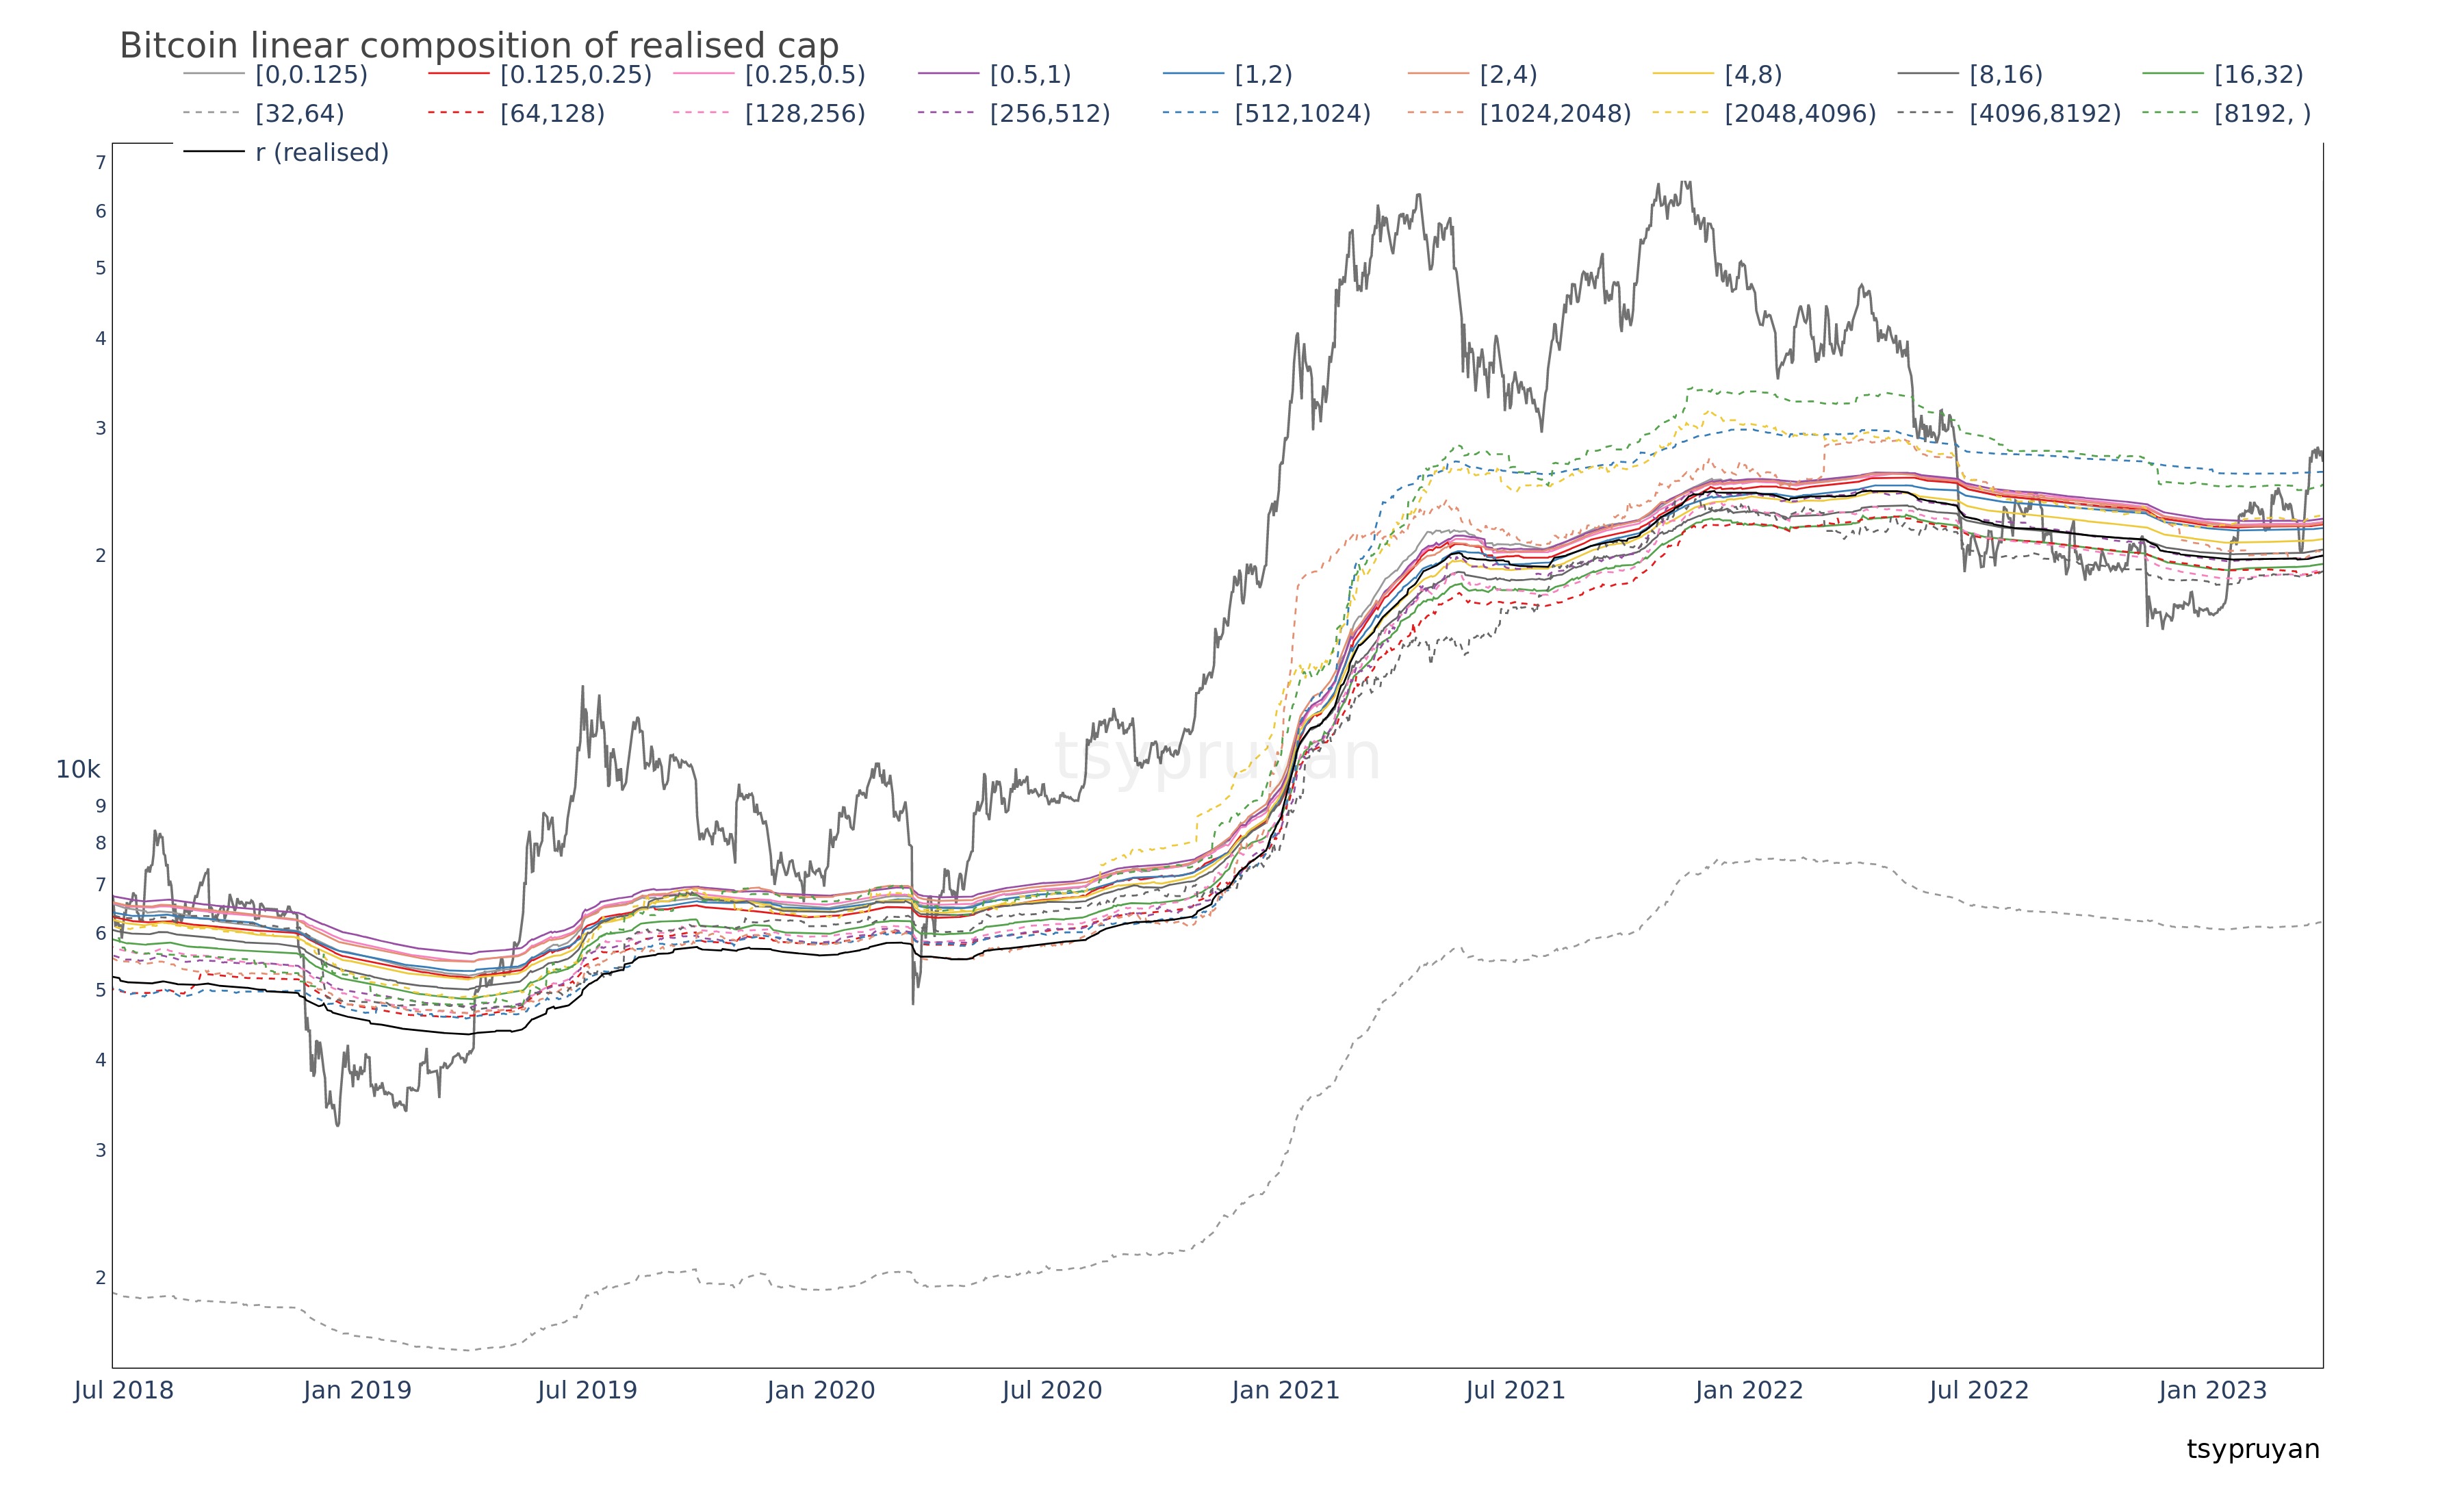 Bitcoin linear composition of realised cap
[0,0.125) [0.125,0.25) [0.25,0.5) [0.5,1) [1,2) [2,4) [4,8) [8,16) [16,32)
[32,64) [64,128) [128,256) [256,512) [512,1024) [1024,2048) [2048,4096) [4096,8192) [8192, )
r (realised)
7
6
5
4
3
2
10k
9
8
7
6
5
4
3
2
tsypruyan
Jul 2018 Jan 2019 Jul 2019 Jan 2020 Jul 2020 Jan 2021 Jul 2021 Jan 2022 Jul 2022 Jan 2023
tsypruyan